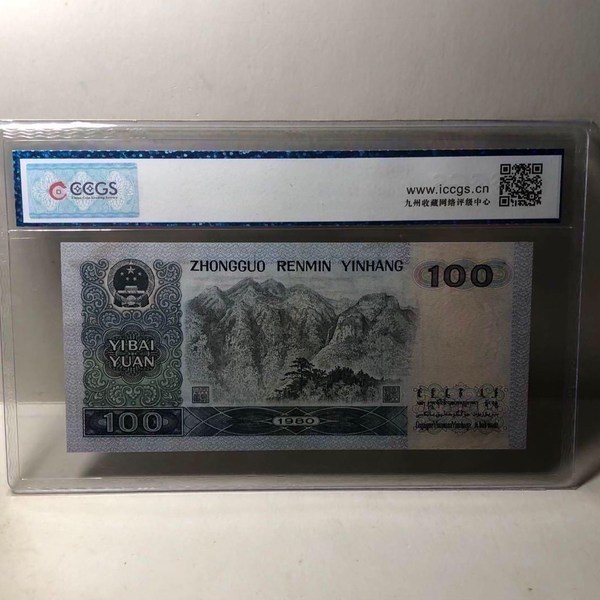 CCGS
www.iccgs.cn
九州收藏网络评级中心
ZHONGGUO RENMIN YINHANG
100
YIBAI
YUAN
100
1980